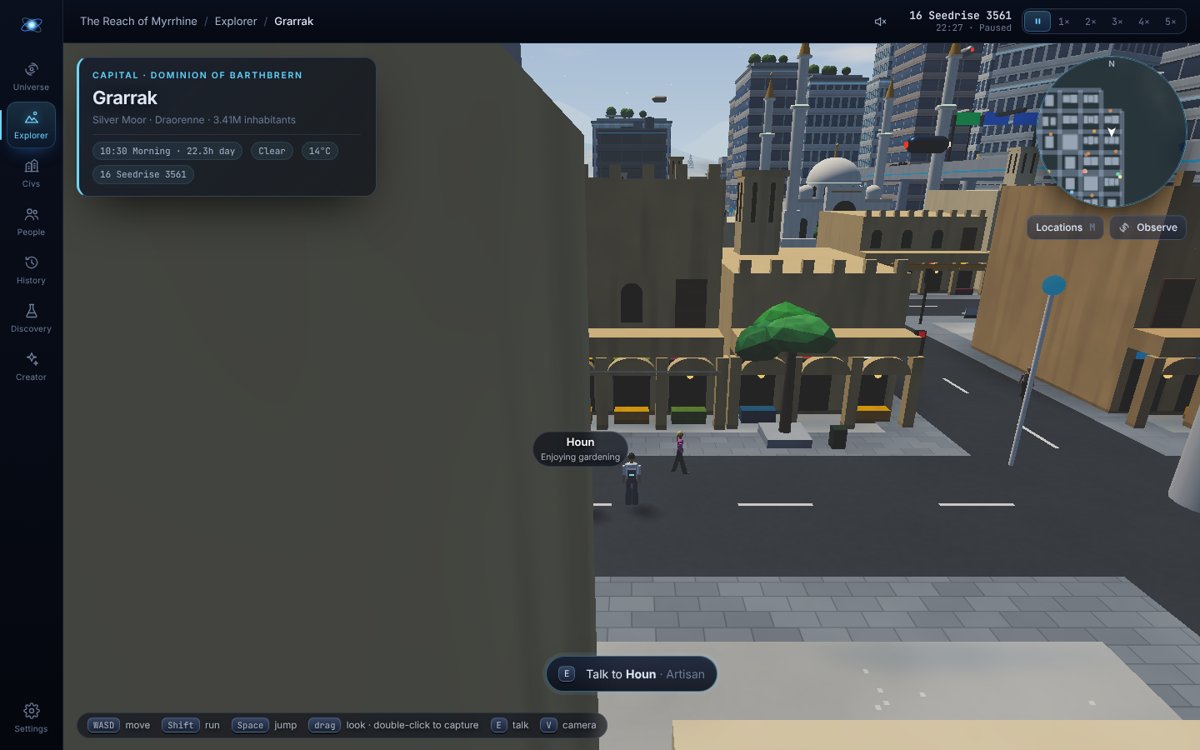 The Reach of Myrrhine / Explorer / Grarrak
16 Seedrise 3561
22:27 · Paused
1× 2× 3× 4× 5×
Universe
Explorer
Civs
People
History
Discovery
Creator
Settings
CAPITAL · DOMINION OF BARTHBRERN
Grarrak
Silver Moor · Draorenne · 3.41M inhabitants
10:30 Morning · 22.3h day
Clear
14°C
16 Seedrise 3561
N
Locations M
Observe
Houn
Enjoying gardening
E Talk to Houn · Artisan
WASD move Shift run Space jump drag look · double-click to capture E talk V camera